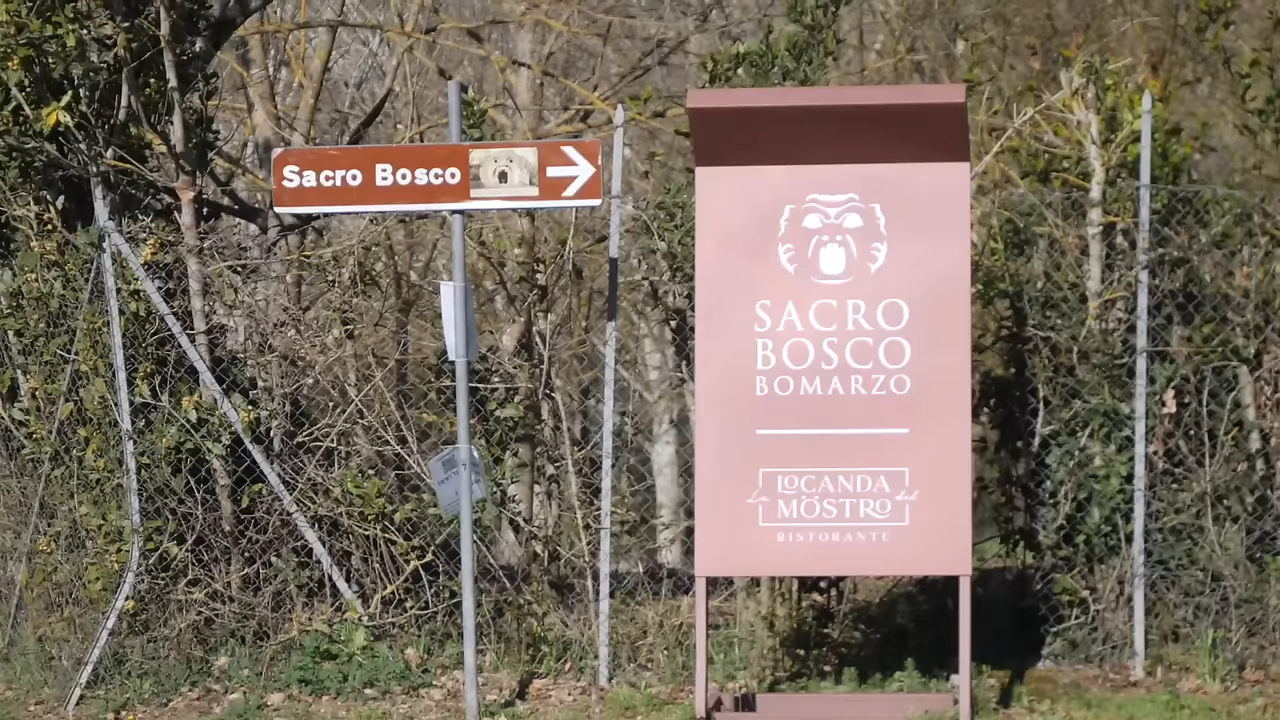 Sacro Bosco
SACRO
BOSCO
BOMARZO
La LOCANDA del
MOSTRO
RISTORANTE